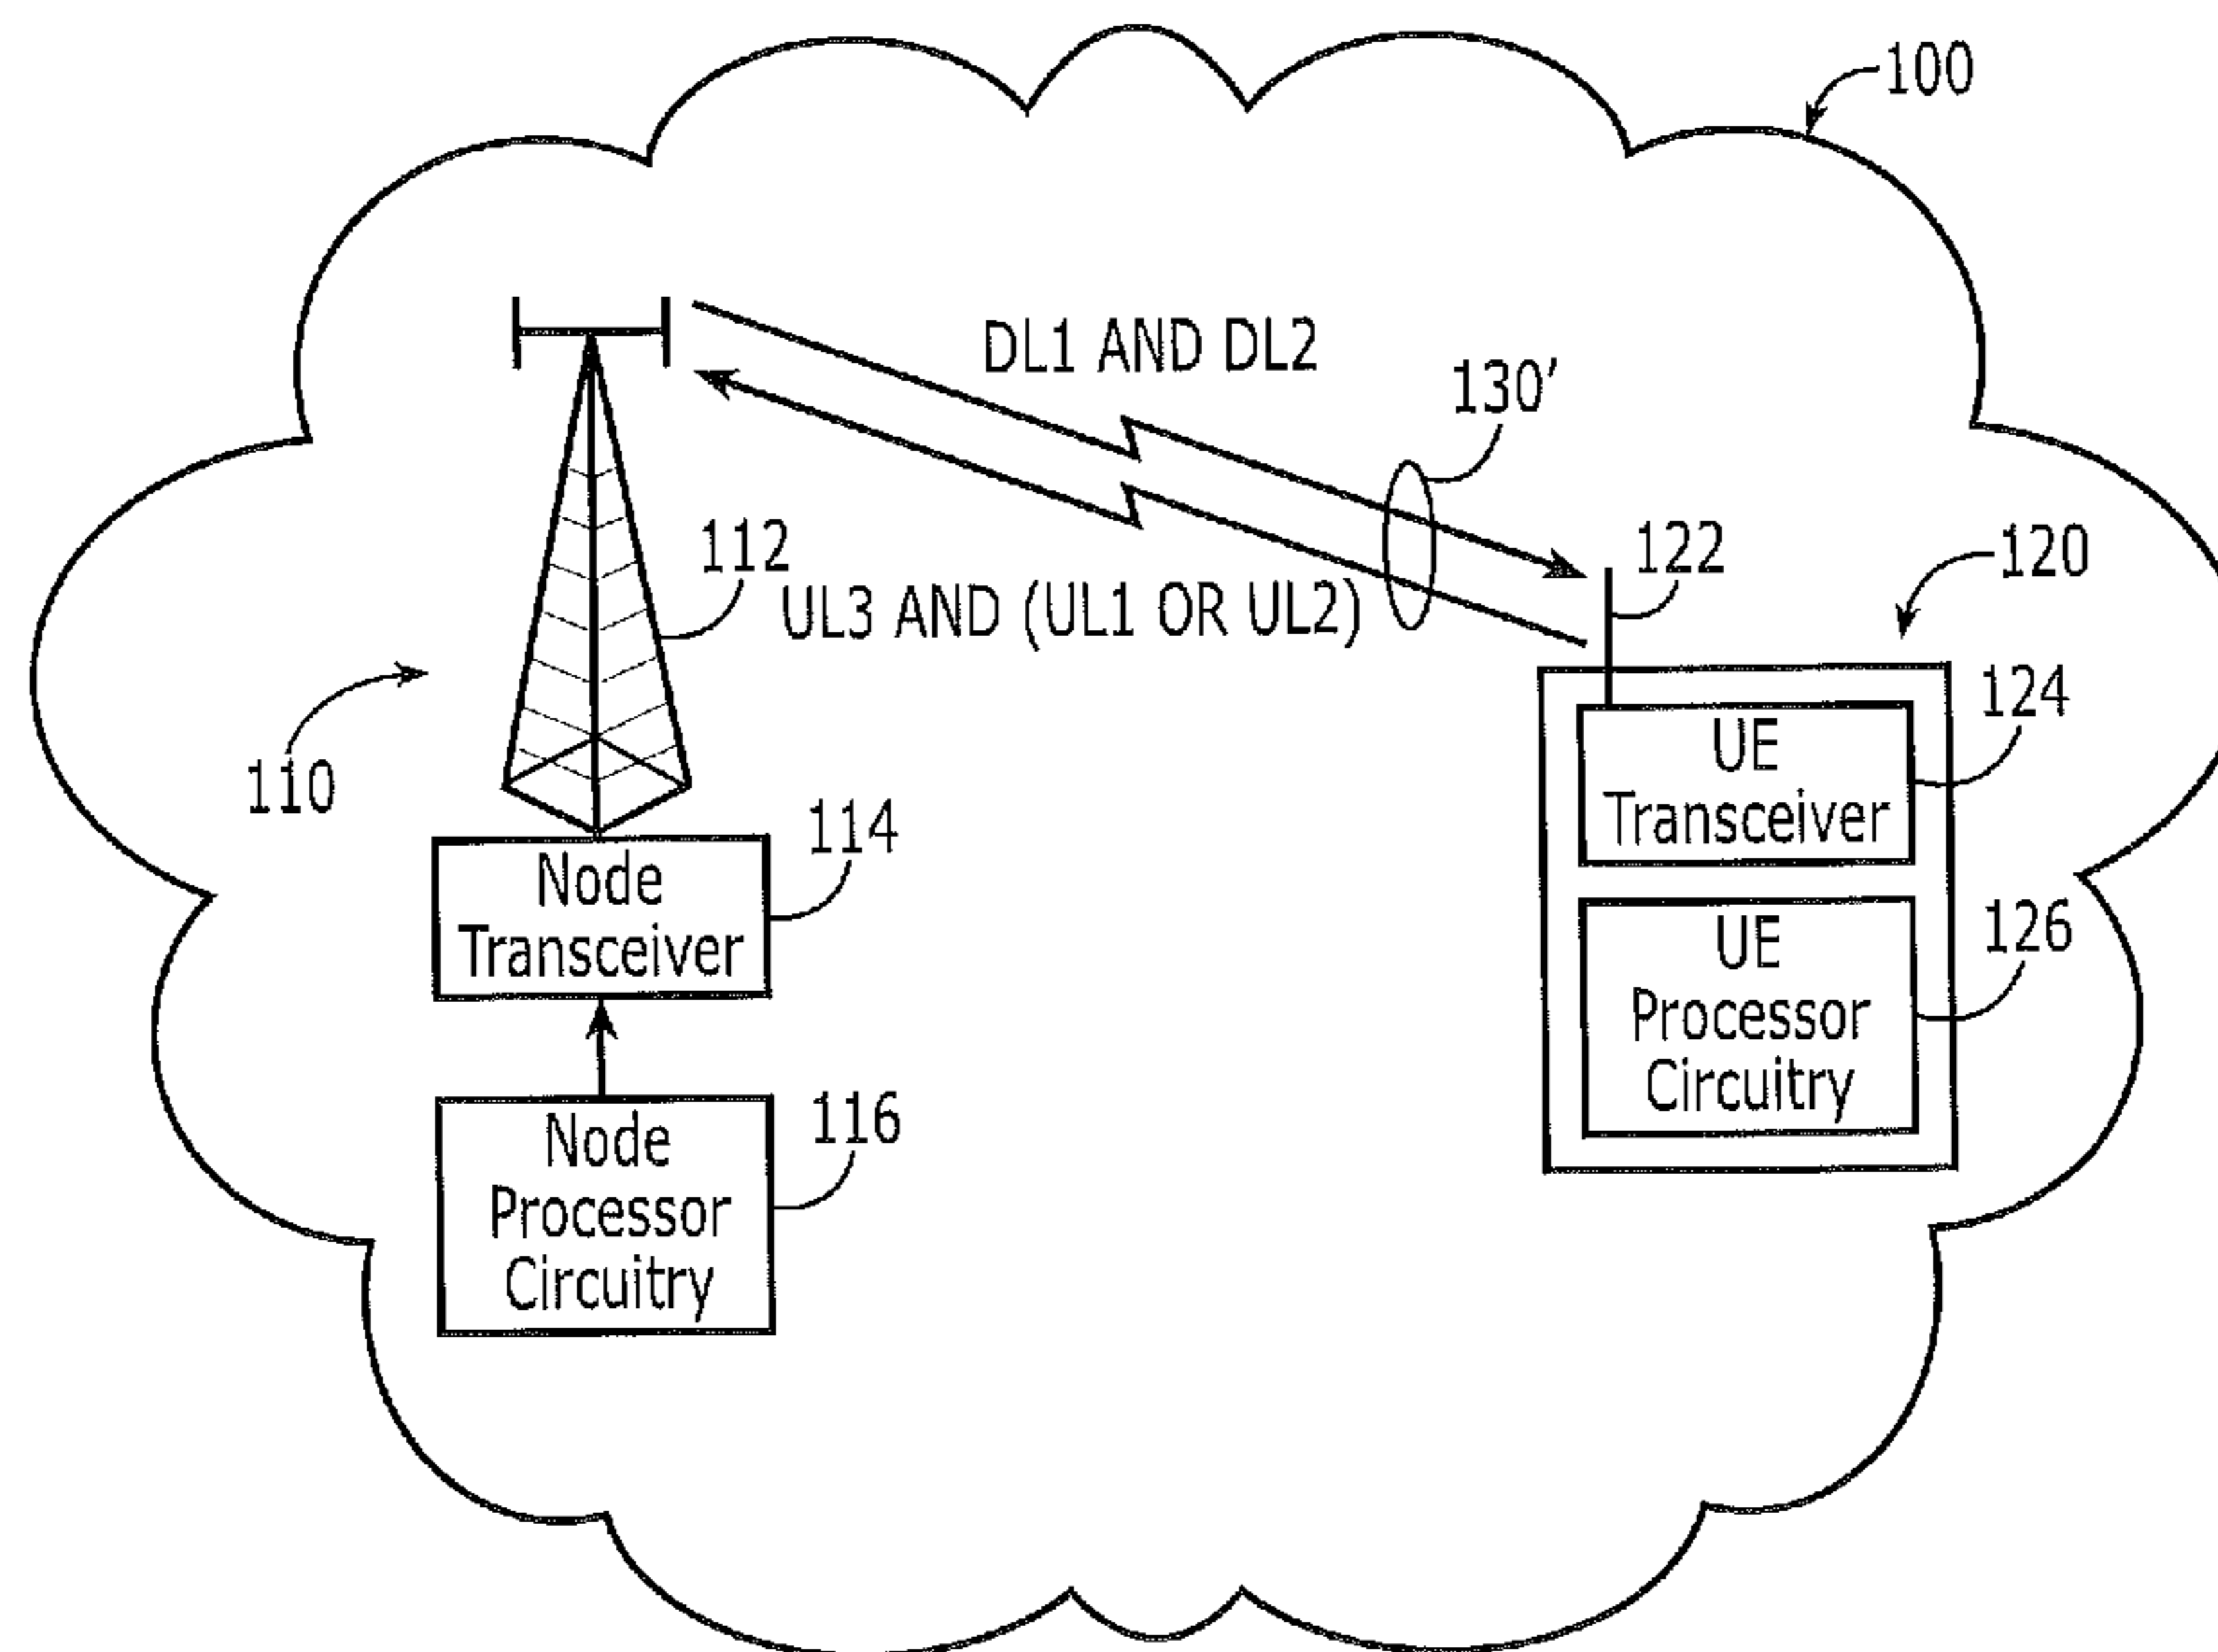 100
DL1 AND DL2
130'
112
122
120
UL3 AND (UL1 OR UL2)
110
124
UE
Transceiver
114
Node
Transceiver
126
UE
Processor
Circuitry
116
Node
Processor
Circuitry